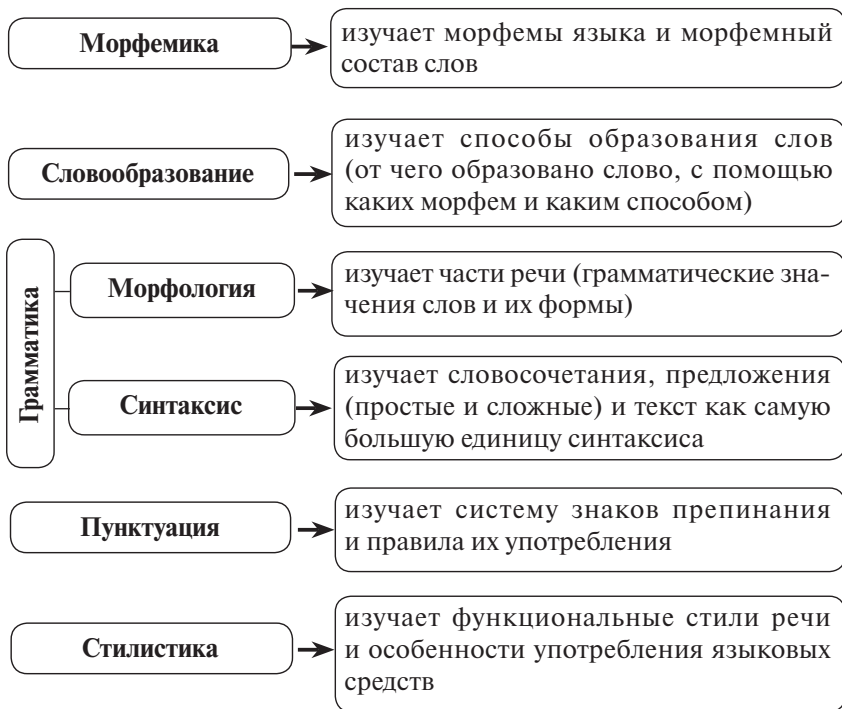 Морфемика
изучает морфемы языка и морфемный
состав слов
Словообразование
изучает способы образования слов
(от чего образовано слово, с помощью
каких морфем и каким способом)
Грамматика
Морфология
изучает части речи (грамматические зна-
чения слов и их формы)
Синтаксис
изучает словосочетания, предложения
(простые и сложные) и текст как самую
большую единицу синтаксиса
Пунктуация
изучает систему знаков препинания
и правила их употребления
Стилистика
изучает функциональные стили речи
и особенности употребления языковых
средств